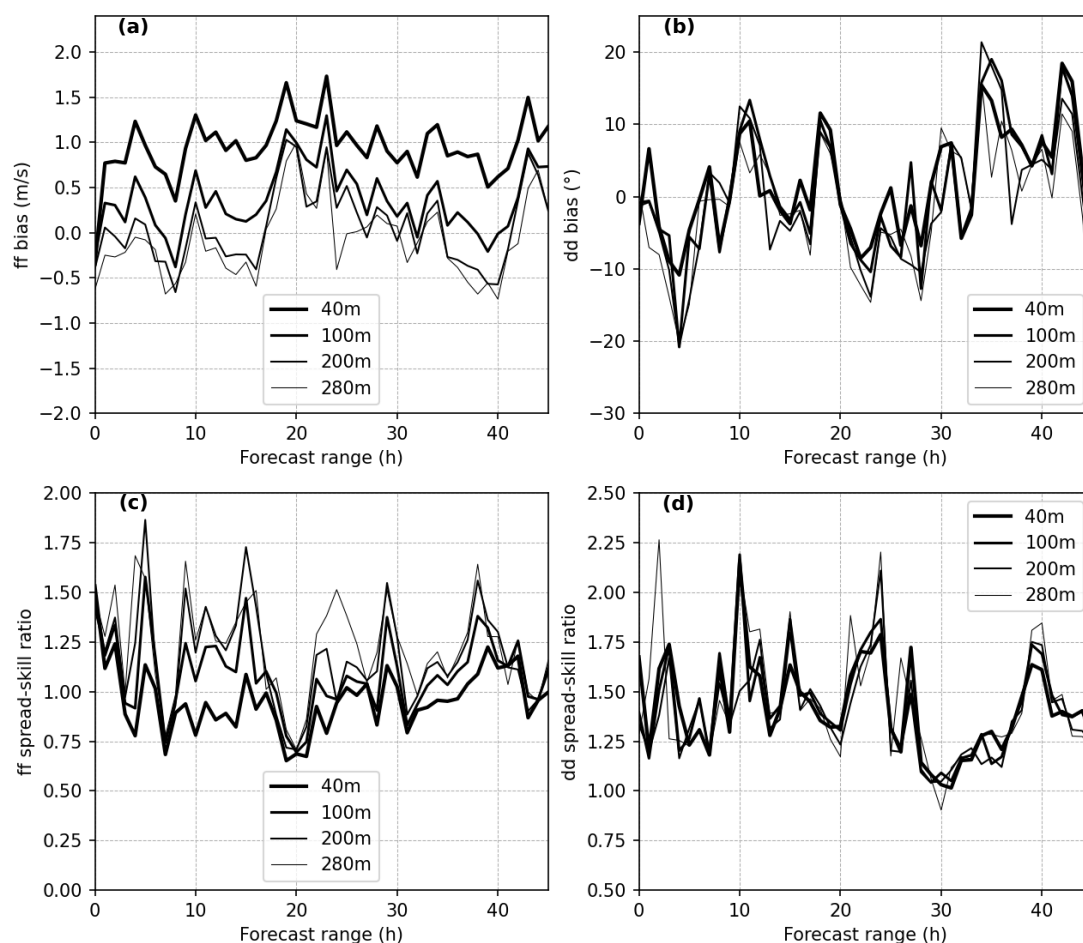 (a)
ff bias (m/s)
2.0
1.5
1.0
0.5
0.0
−0.5
−1.0
−1.5
−2.0
40m
100m
200m
280m
0 10 20 30 40
Forecast range (h)
(b)
dd bias (°)
20
10
0
−10
−20
−30
40m
100m
200m
280m
0 10 20 30 40
Forecast range (h)
(c)
ff spread-skill ratio
2.00
1.75
1.50
1.25
1.00
0.75
0.50
0.25
0.00
40m
100m
200m
280m
0 10 20 30 40
Forecast range (h)
(d)
dd spread-skill ratio
2.50
2.25
2.00
1.75
1.50
1.25
1.00
0.75
0.50
40m
100m
200m
280m
0 10 20 30 40
Forecast range (h)